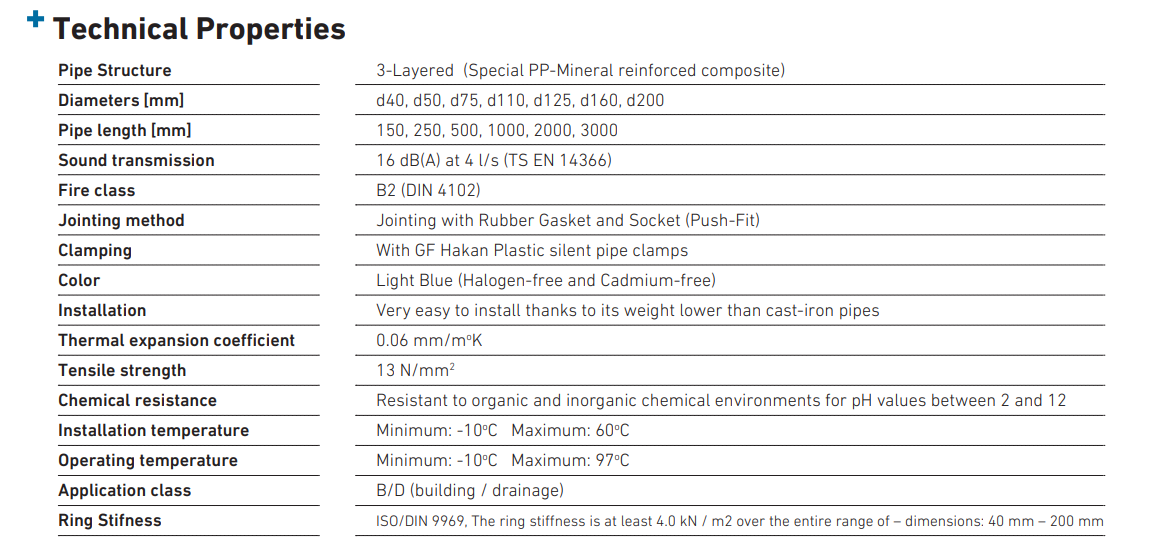 Technical Properties
Pipe Structure 3-Layered (Special PP-Mineral reinforced composite)
Diameters [mm] d40, d50, d75, d110, d125, d160, d200
Pipe length [mm] 150, 250, 500, 1000, 2000, 3000
Sound transmission 16 dB(A) at 4 l/s (TS EN 14366)
Fire class B2 (DIN 4102)
Jointing method Jointing with Rubber Gasket and Socket (Push-Fit)
Clamping With GF Hakan Plastic silent pipe clamps
Color Light Blue (Halogen-free and Cadmium-free)
Installation Very easy to install thanks to its weight lower than cast-iron pipes
Thermal expansion coefficient 0.06 mm/mºK
Tensile strength 13 N/mm²
Chemical resistance Resistant to organic and inorganic chemical environments for pH values between 2 and 12
Installation temperature Minimum: -10ºC Maximum: 60ºC
Operating temperature Minimum: -10ºC Maximum: 97ºC
Application class B/D (building / drainage)
Ring Stifness ISO/DIN 9969, The ring stiffness is at least 4.0 kN / m2 over the entire range of – dimensions: 40 mm – 200 mm